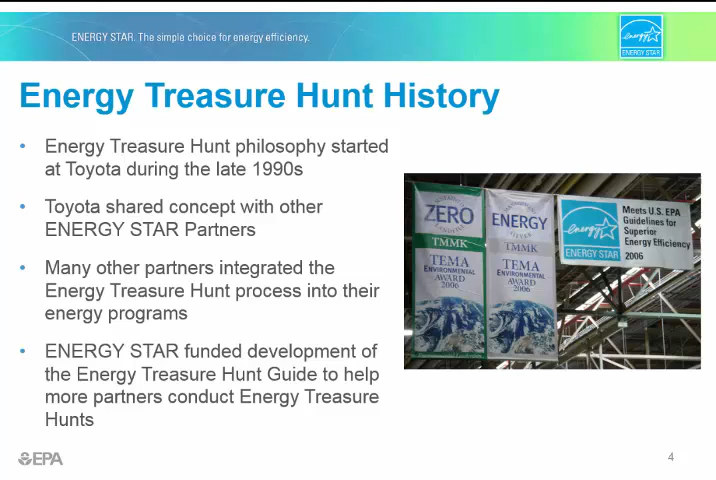 ENERGY STAR. The simple choice for energy efficiency.
energy
ENERGY STAR
Energy Treasure Hunt History
• Energy Treasure Hunt philosophy started
at Toyota during the late 1990s
• Toyota shared concept with other
ENERGY STAR Partners
• Many other partners integrated the
Energy Treasure Hunt process into their
energy programs
• ENERGY STAR funded development of
the Energy Treasure Hunt Guide to help
more partners conduct Energy Treasure
Hunts
ZERO
LANDFILL
TMMK
TEMA
ENVIRONMENTAL
AWARD
2006
ENERGY
TMMK
TEMA
ENVIRONMENTAL
AWARD
2006
energy
ENERGY STAR
Meets U.S. EPA
Guidelines for
Superior
Energy Efficiency
2006
EPA
4